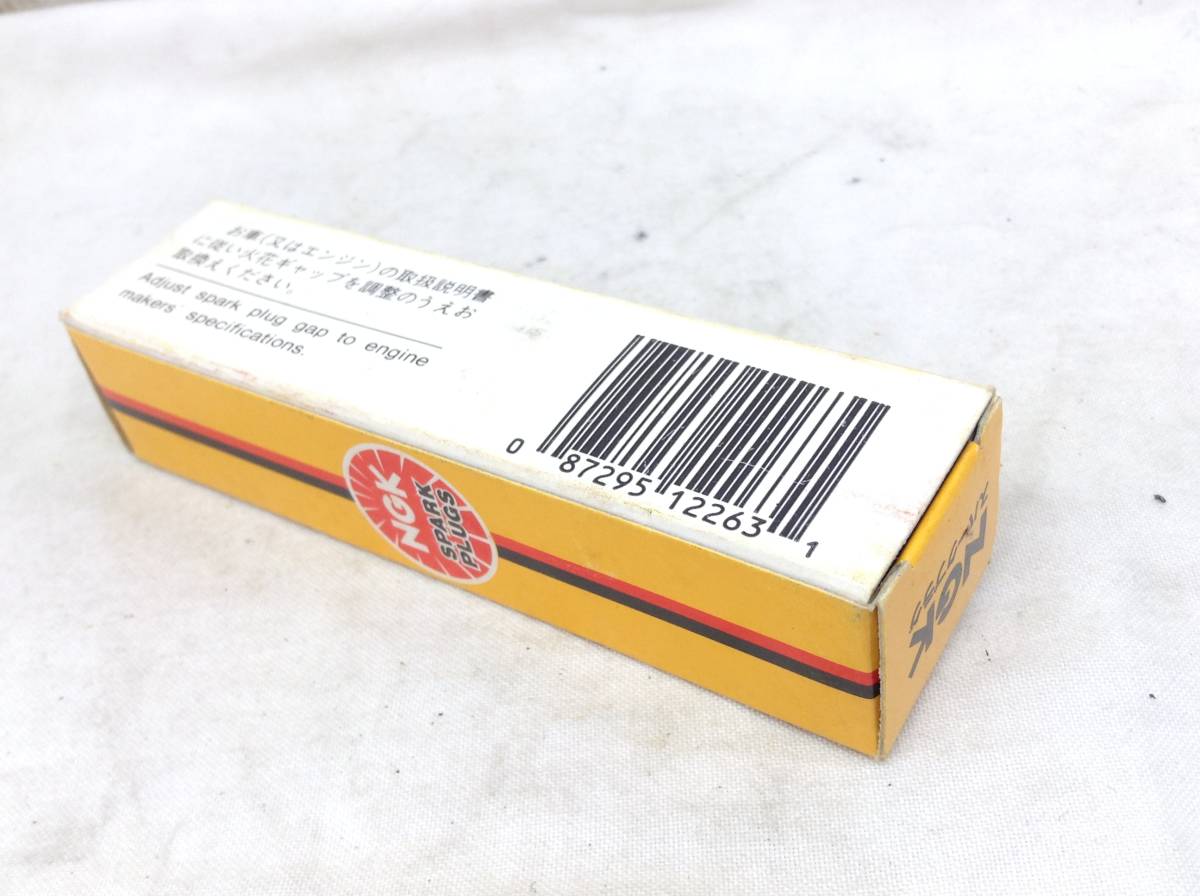 お車(又はエンジン)の取扱説明書
に従い火花ギャップを調整のうえお
取換えください。
Adjust spark plug gap to engine
makers specifications.
0 87295 12263 1
NGK
SPARK
PLUGS
NGK